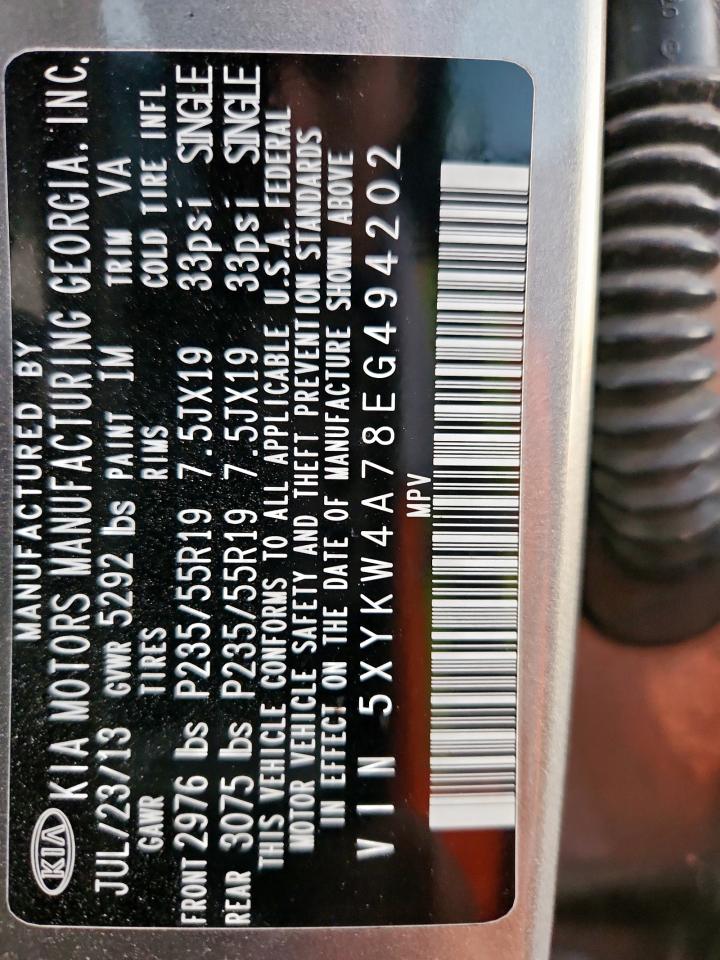 MANUFACTURED BY
KIA KIA MOTORS MANUFACTURING GEORGIA, INC.
JUL/23/13 GVWR 5292 lbs PAINT IM TRIM VA
GAWR TIRES RIMS COLD TIRE INFL
FRONT 2976 lbs P235/55R19 7.5JX19 33psi SINGLE
REAR 3075 lbs P235/55R19 7.5JX19 33psi SINGLE
THIS VEHICLE CONFORMS TO ALL APPLICABLE U.S.A. FEDERAL
MOTOR VEHICLE SAFETY AND THEFT PREVENTION STANDARDS
IN EFFECT ON THE DATE OF MANUFACTURE SHOWN ABOVE
VIN 5XYKW4A78EG494202
MPV